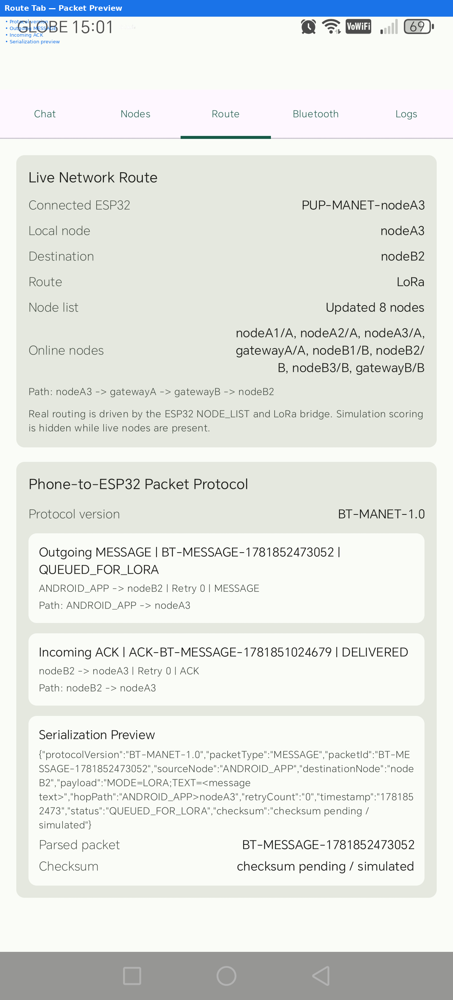 Route Tab — Packet Preview
• Protocol version
• Outgoing MESSAGE
• Incoming ACK
• Serialization preview
GLOBE 15:01
VoWiFi
69
Chat Nodes Route Bluetooth Logs
Live Network Route
Connected ESP32 PUP-MANET-nodeA3
Local node nodeA3
Destination nodeB2
Route LoRa
Node list Updated 8 nodes
Online nodes nodeA1/A, nodeA2/A, nodeA3/A,
gatewayA/A, nodeB1/B, nodeB2/
B, nodeB3/B, gatewayB/B
Path: nodeA3 -> gatewayA -> gatewayB -> nodeB2
Real routing is driven by the ESP32 NODE_LIST and LoRa bridge. Simulation scoring
is hidden while live nodes are present.
Phone-to-ESP32 Packet Protocol
Protocol version BT-MANET-1.0
Outgoing MESSAGE | BT-MESSAGE-1781852473052 |
QUEUED_FOR_LORA
ANDROID_APP -> nodeB2 | Retry 0 | MESSAGE
Path: ANDROID_APP -> nodeA3
Incoming ACK | ACK-BT-MESSAGE-1781851024679 | DELIVERED
nodeB2 -> nodeA3 | Retry 0 | ACK
Path: nodeB2 -> nodeA3
Serialization Preview
{"protocolVersion":"BT-MANET-1.0","packetType":"MESSAGE","packetId":"BT-ME
SSAGE-1781852473052","sourceNode":"ANDROID_APP","destinationNode":"node
B2","payload":"MODE=LORA;TEXT=<message
text>","hopPath":"ANDROID_APP>nodeA3","retryCount":"0","timestamp":"178185
2473","status":"QUEUED_FOR_LORA","checksum":"checksum pending /
simulated"}
Parsed packet BT-MESSAGE-1781852473052
Checksum checksum pending / simulated